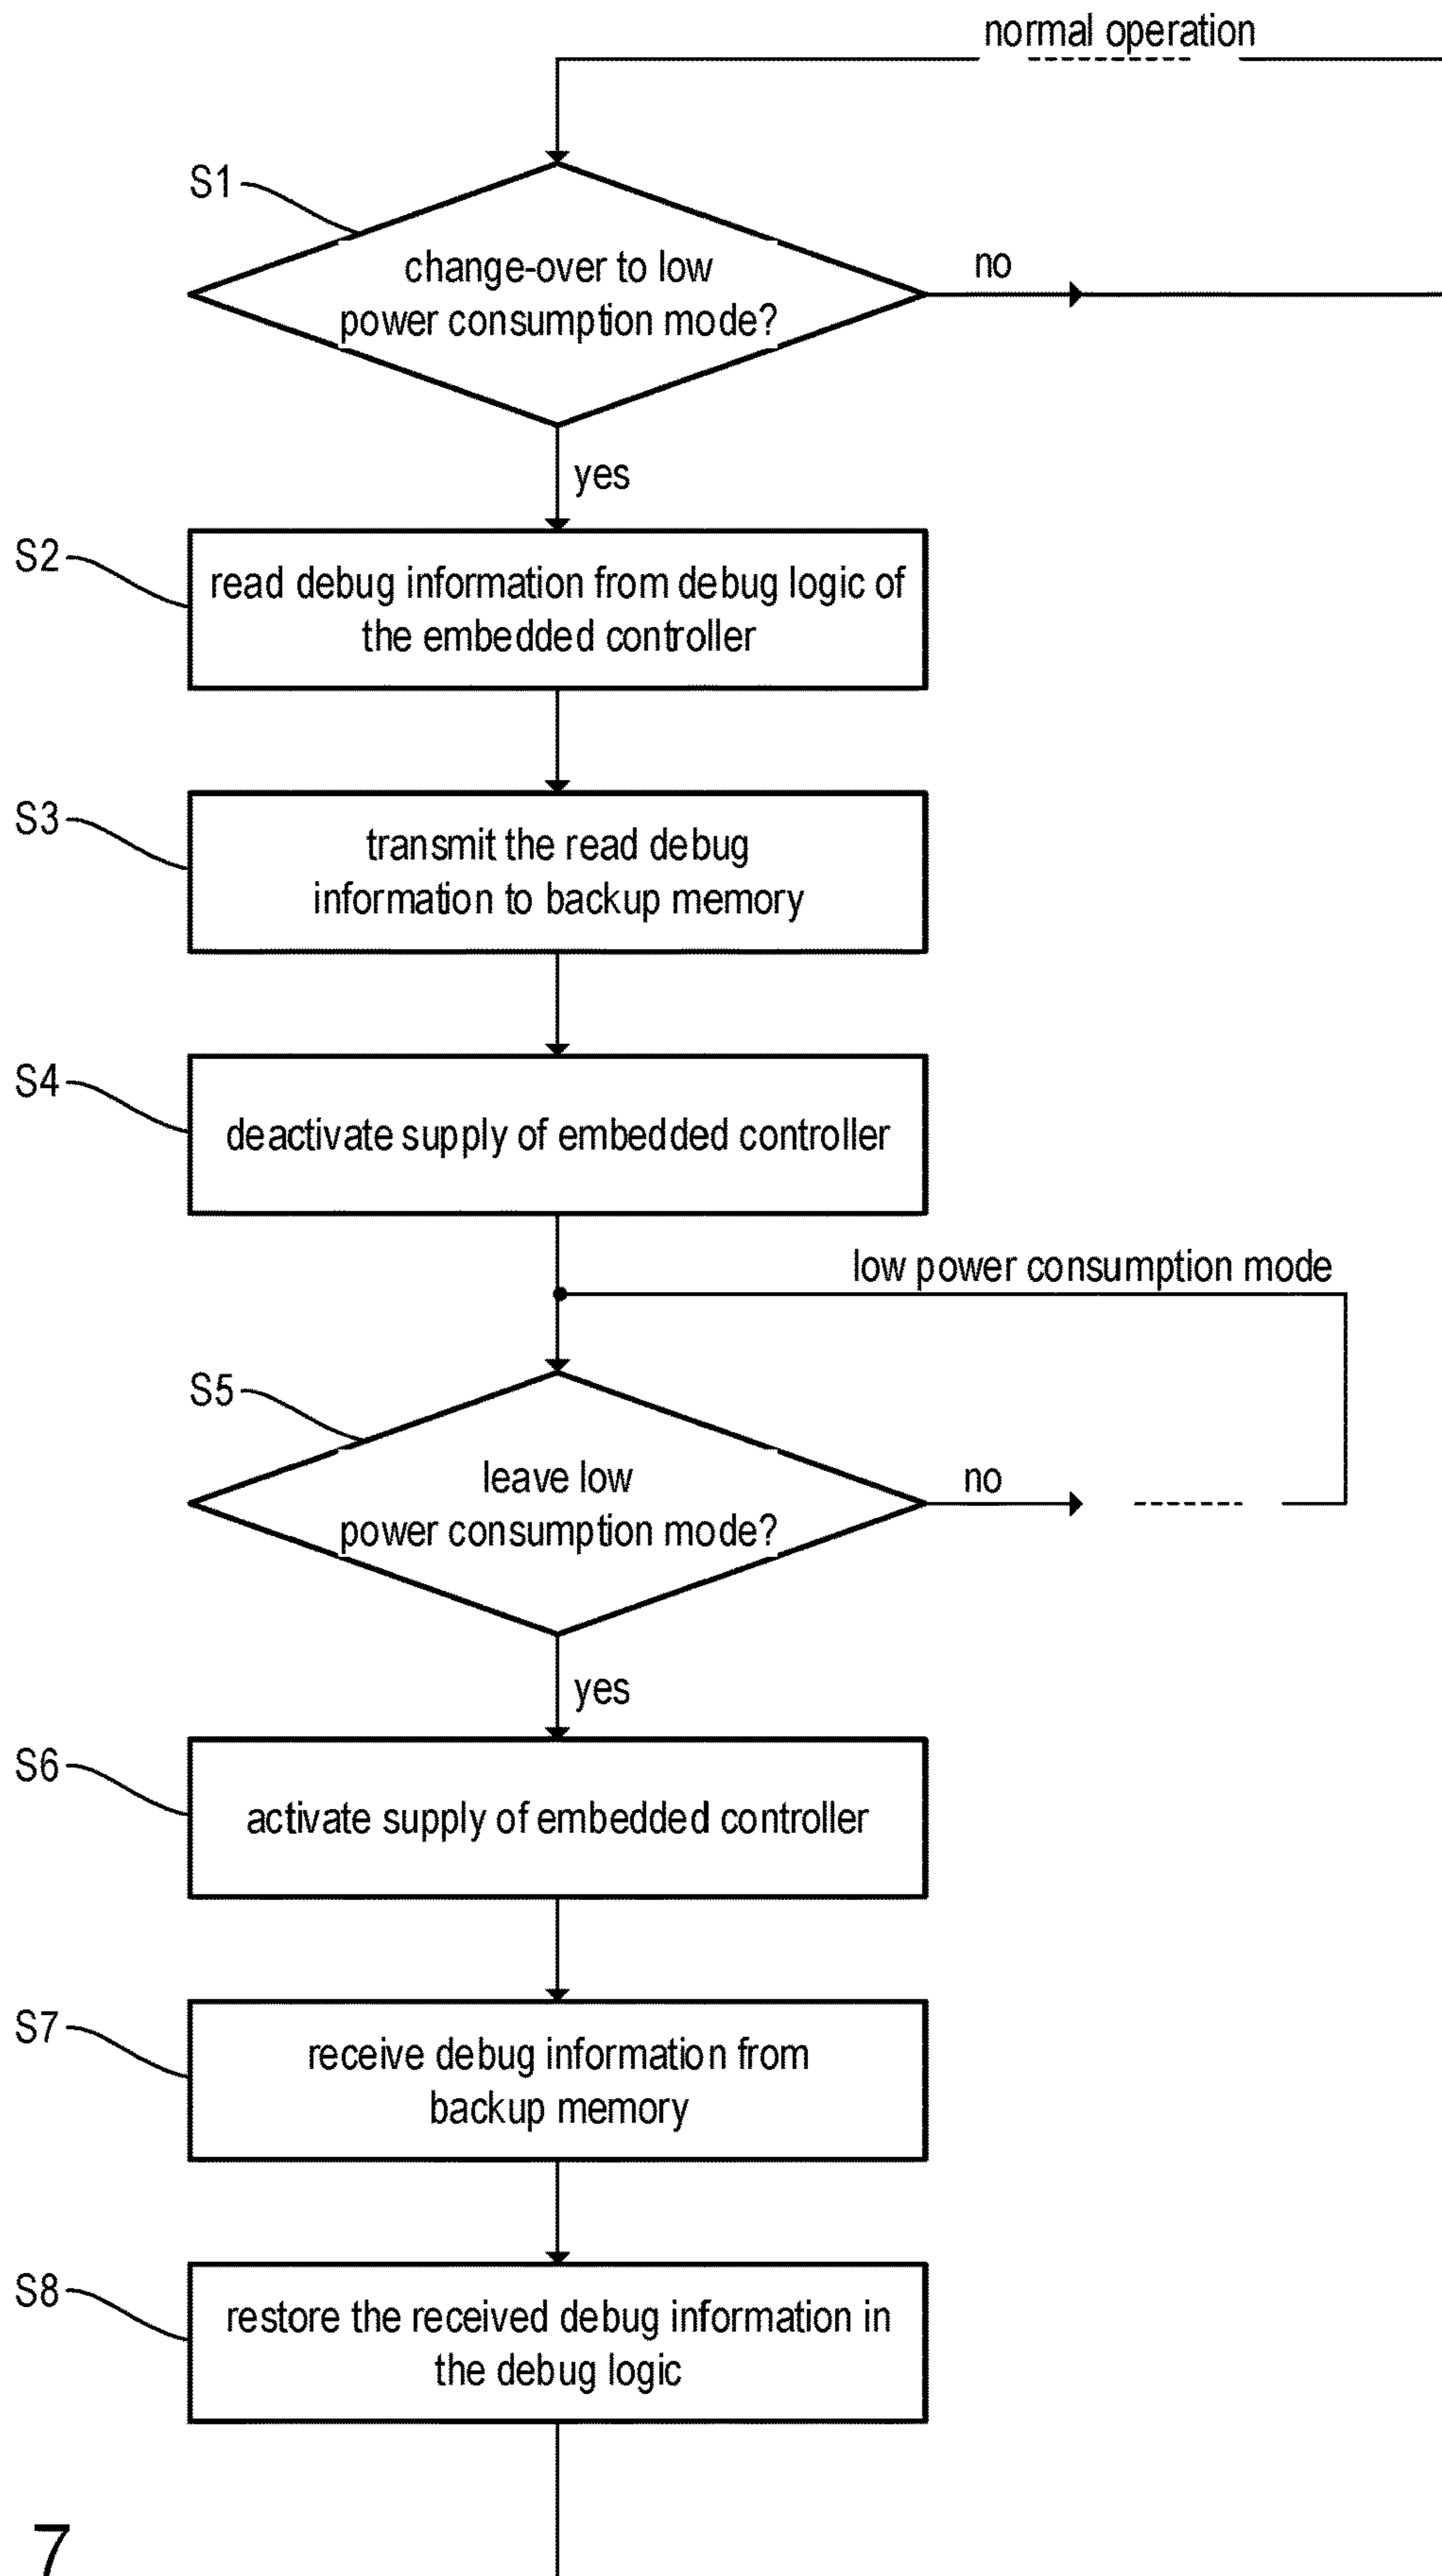 normal operation
S1
change-over to low
power consumption mode?
no
yes
S2
read debug information from debug logic of
the embedded controller
S3
transmit the read debug
information to backup memory
S4
deactivate supply of embedded controller
low power consumption mode
S5
leave low
power consumption mode?
no
yes
S6
activate supply of embedded controller
S7
receive debug information from
backup memory
S8
restore the received debug information in
the debug logic
7